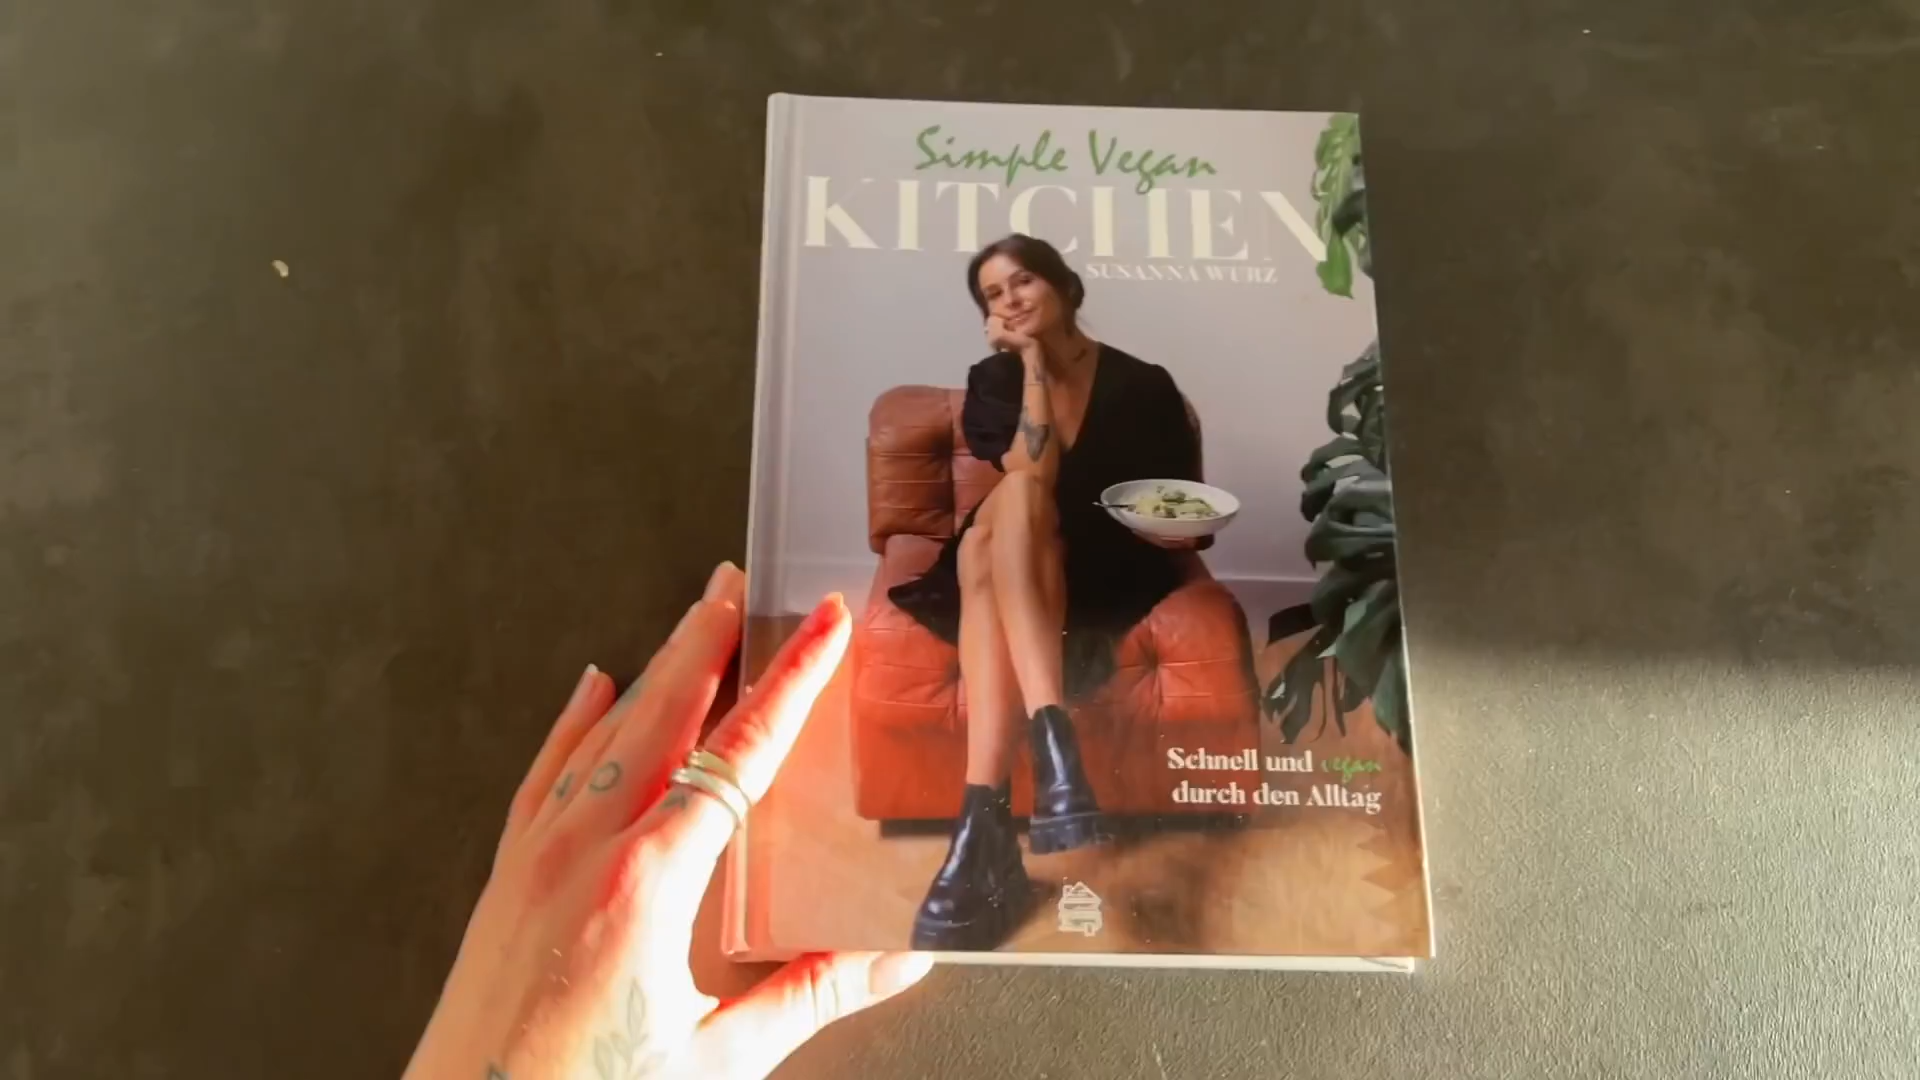 Simple Vegan
KITCHEN
SUSANNA WURZ
Schnell und vegan
durch den Alltag